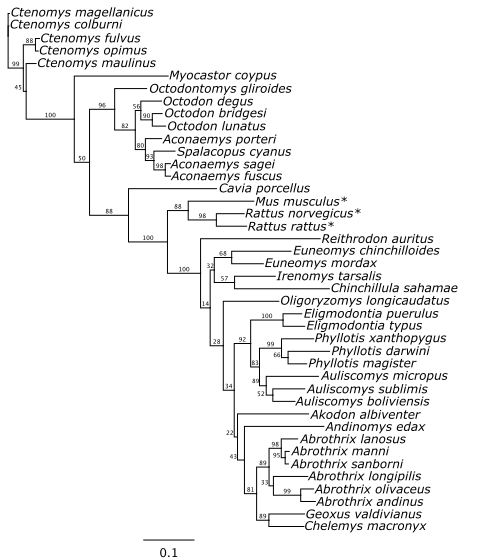 Ctenomys magellanicus
Ctenomys colburni
88
Ctenomys fulvus
Ctenomys opimus
99
Ctenomys maulinus
45
Myocastor coypus
100
96
Octodontomys gliroides
56
Octodon degus
90
Octodon bridgesi
82
Octodon lunatus
80
Aconaemys porteri
93
Spalacopus cyanus
50
98
Aconaemys sagei
Aconaemys fuscus
Cavia porcellus
88
88
Mus musculus*
98
Rattus norvegicus*
100
Rattus rattus*
Reithrodon auritus
100
68
Euneomys chinchilloides
32
Euneomys mordax
57
Irenomys tarsalis
Chinchillula sahamae
14
Oligoryzomys longicaudatus
100
Eligmodontia puerulus
Eligmodontia typus
28
92
99
Phyllotis xanthopygus
66
Phyllotis darwini
83
Phyllotis magister
89
Auliscomys micropus
34
52
Auliscomys sublimis
Auliscomys boliviensis
Akodon albiventer
22
Andinomys edax
98
Abrothrix lanosus
95
Abrothrix manni
43
89
Abrothrix sanborni
33
Abrothrix longipilis
81
99
Abrothrix olivaceus
Abrothrix andinus
89
Geoxus valdivianus
Chelemys macronyx
0.1